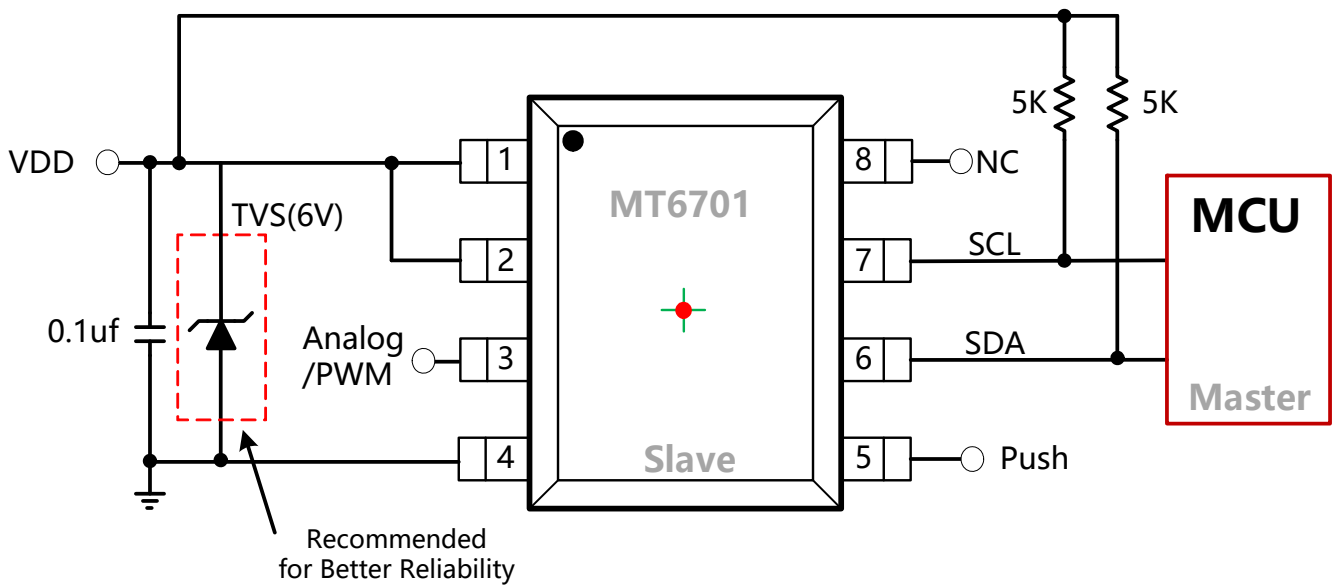 5K
5K
VDD
1
8
NC
MT6701
TVS(6V)
MCU
2
7
SCL
0.1uf
Analog
/PWM
3
6
SDA
Master
4
Slave
5
Push
Recommended
for Better Reliability